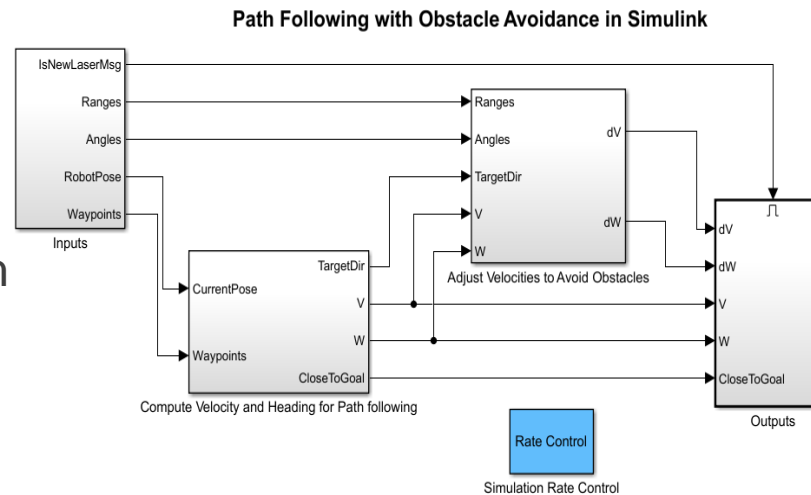 Path Following with Obstacle Avoidance in Simulink
IsNewLaserMsg
Ranges
Angles
RobotPose
Waypoints
Inputs
Ranges
Angles
TargetDir
V
W
dV
dW
Adjust Velocities to Avoid Obstacles
n
CurrentPose
Waypoints
TargetDir
V
W
CloseToGoal
Compute Velocity and Heading for Path following
dV
dW
V
W
CloseToGoal
Outputs
Rate Control
Simulation Rate Control